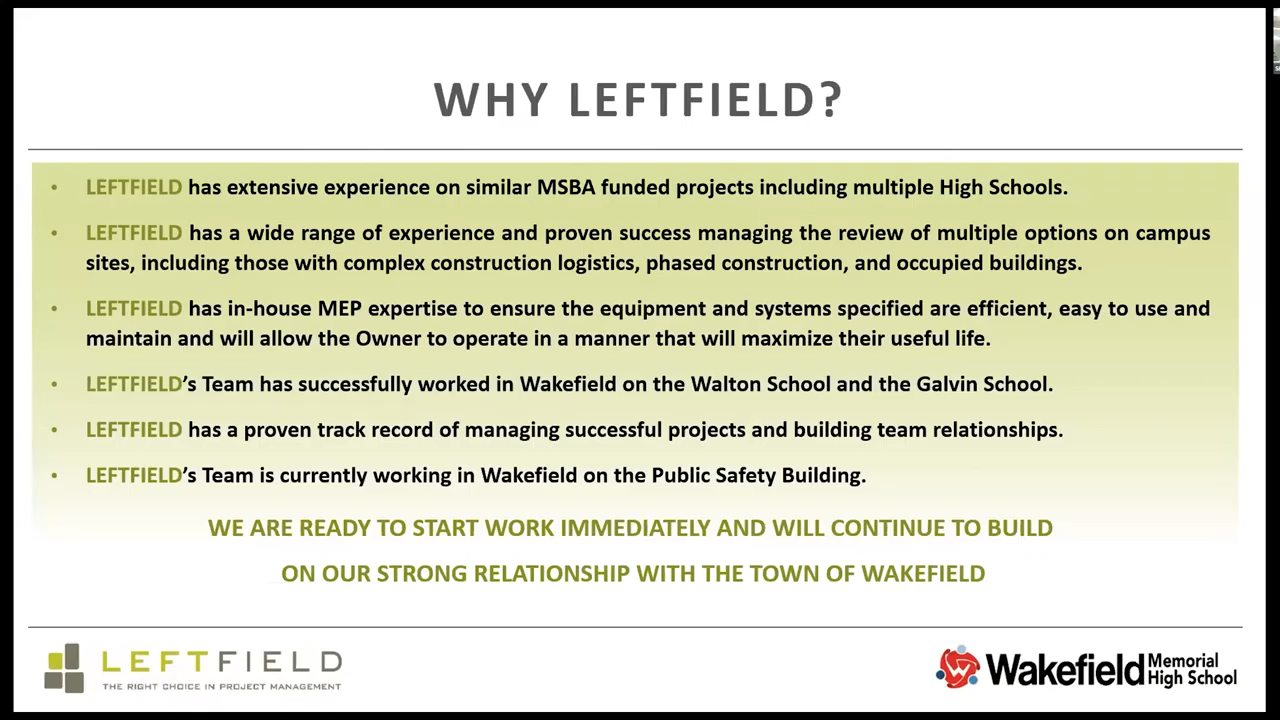 WHY LEFTFIELD?
• LEFTFIELD has extensive experience on similar MSBA funded projects including multiple High Schools.
• LEFTFIELD has a wide range of experience and proven success managing the review of multiple options on campus
sites, including those with complex construction logistics, phased construction, and occupied buildings.
• LEFTFIELD has in-house MEP expertise to ensure the equipment and systems specified are efficient, easy to use and
maintain and will allow the Owner to operate in a manner that will maximize their useful life.
• LEFTFIELD’s Team has successfully worked in Wakefield on the Walton School and the Galvin School.
• LEFTFIELD has a proven track record of managing successful projects and building team relationships.
• LEFTFIELD’s Team is currently working in Wakefield on the Public Safety Building.
WE ARE READY TO START WORK IMMEDIATELY AND WILL CONTINUE TO BUILD
ON OUR STRONG RELATIONSHIP WITH THE TOWN OF WAKEFIELD
LEFTFIELD
THE RIGHT CHOICE IN PROJECT MANAGEMENT
Wakefield Memorial
High School